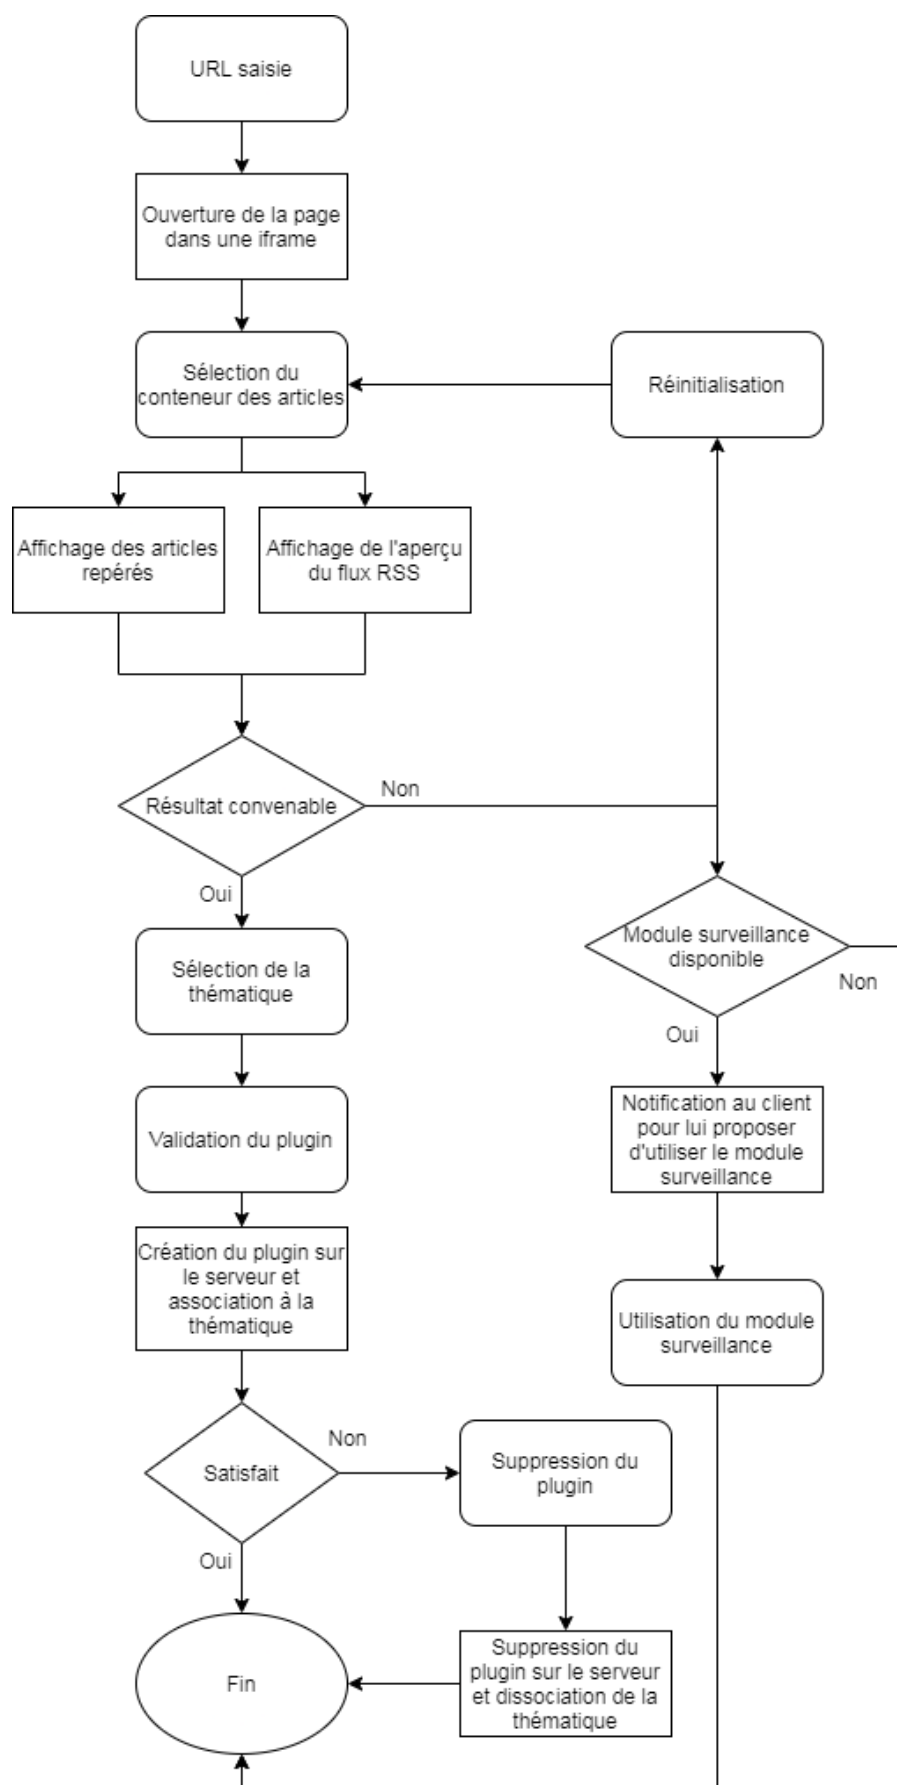 URL saisie
Ouverture de la page
dans une iframe
Sélection du
conteneur des articles
Réinitialisation
Affichage des articles
repérés
Affichage de l'aperçu
du flux RSS
Résultat convenable
Non
Oui
Module surveillance
disponible
Non
Oui
Sélection de la
thématique
Validation du plugin
Notification au client
pour lui proposer
d'utiliser le module
surveillance
Création du plugin sur
le serveur et
association à la
thématique
Utilisation du module
surveillance
Satisfait
Non
Oui
Suppression du
plugin
Suppression du
plugin sur le serveur
et dissociation de la
thématique
Fin